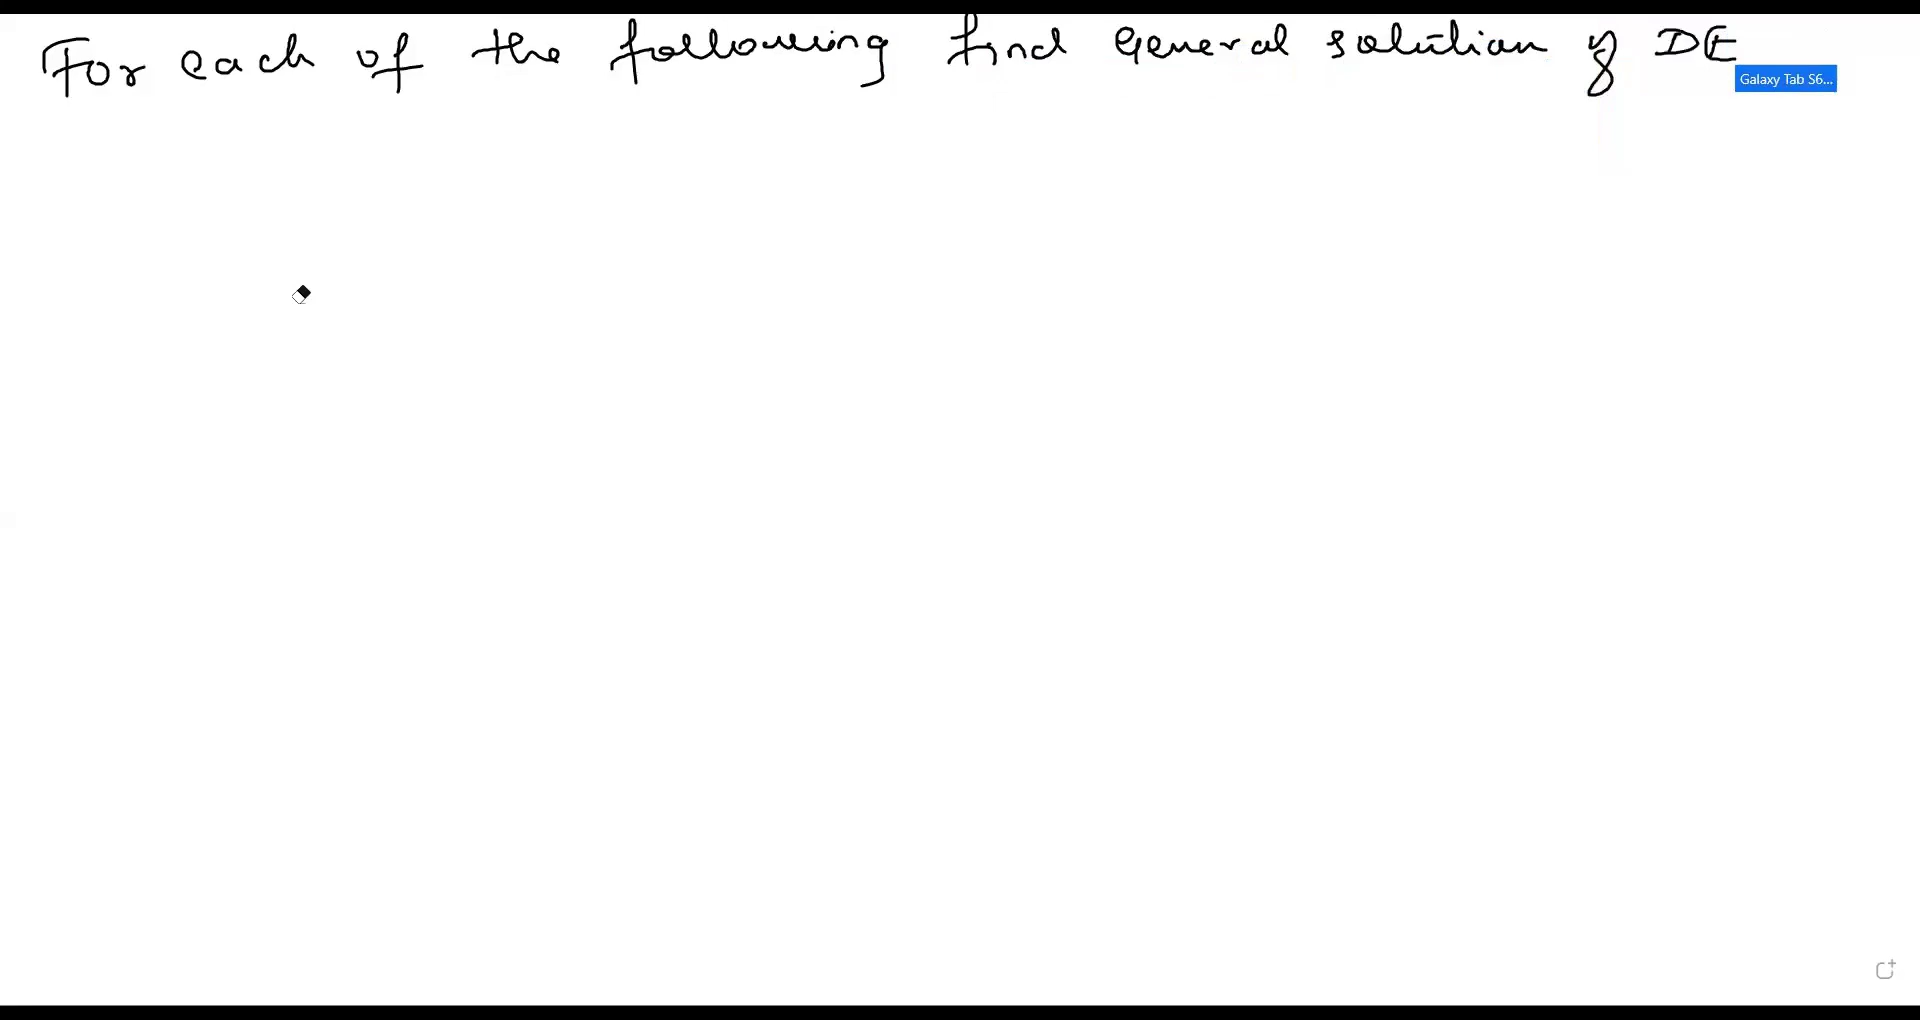 For each of the following find General solution of DE
Galaxy Tab S6...